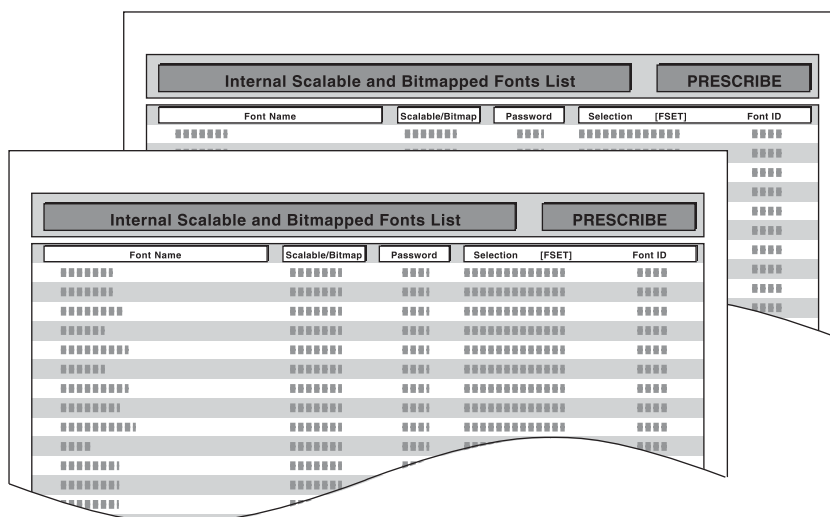 Internal Scalable and Bitmapped Fonts List PRESCRIBE
Font Name Scalable/Bitmap Password Selection [FSET] Font ID
Internal Scalable and Bitmapped Fonts List PRESCRIBE
Font Name Scalable/Bitmap Password Selection [FSET] Font ID